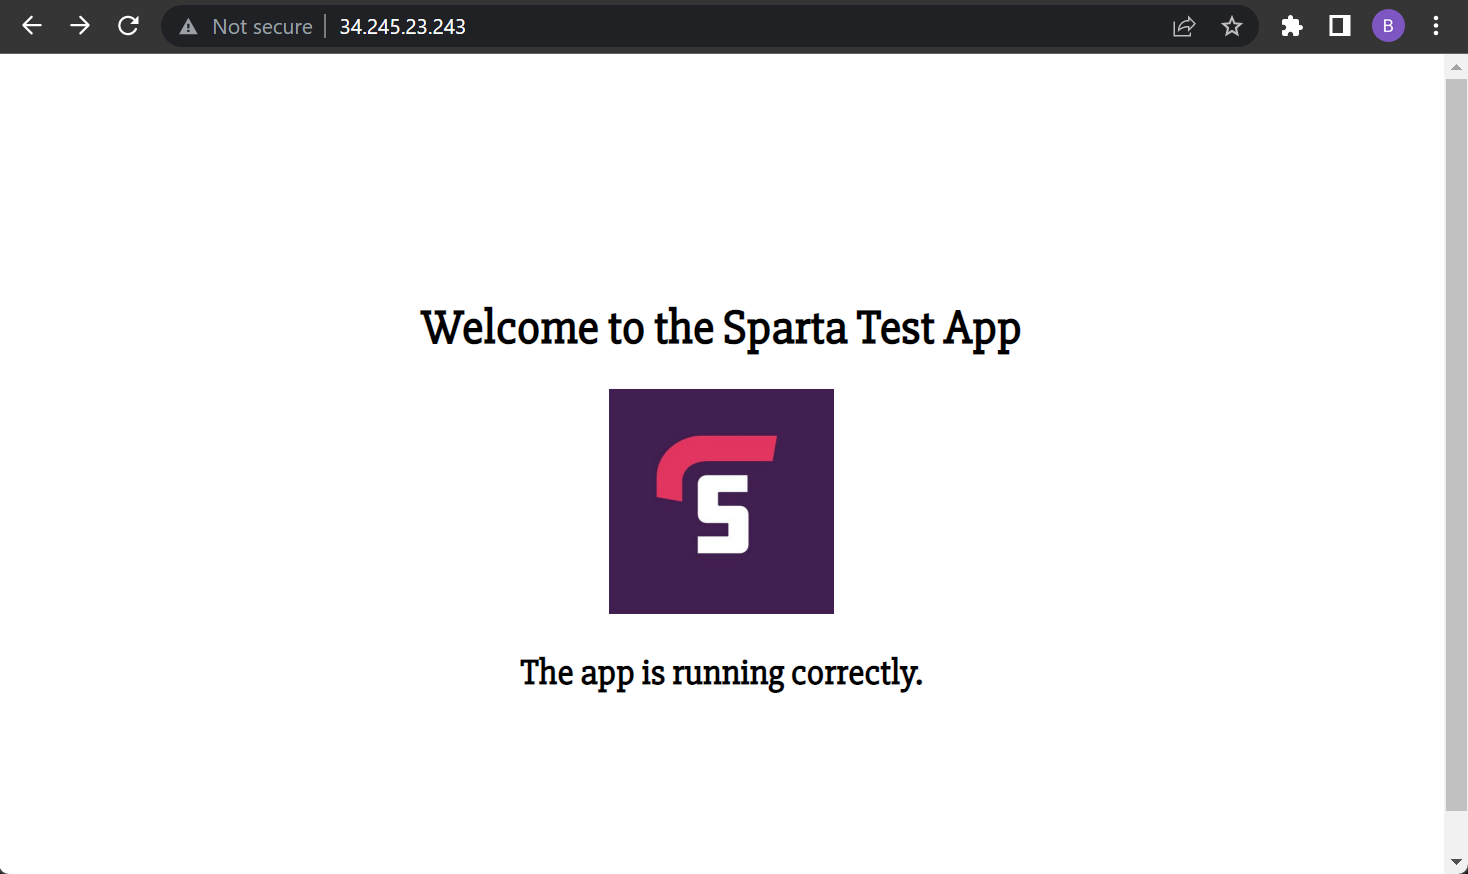 Not secure 34.245.23.243 B
Welcome to the Sparta Test App
S
The app is running correctly.